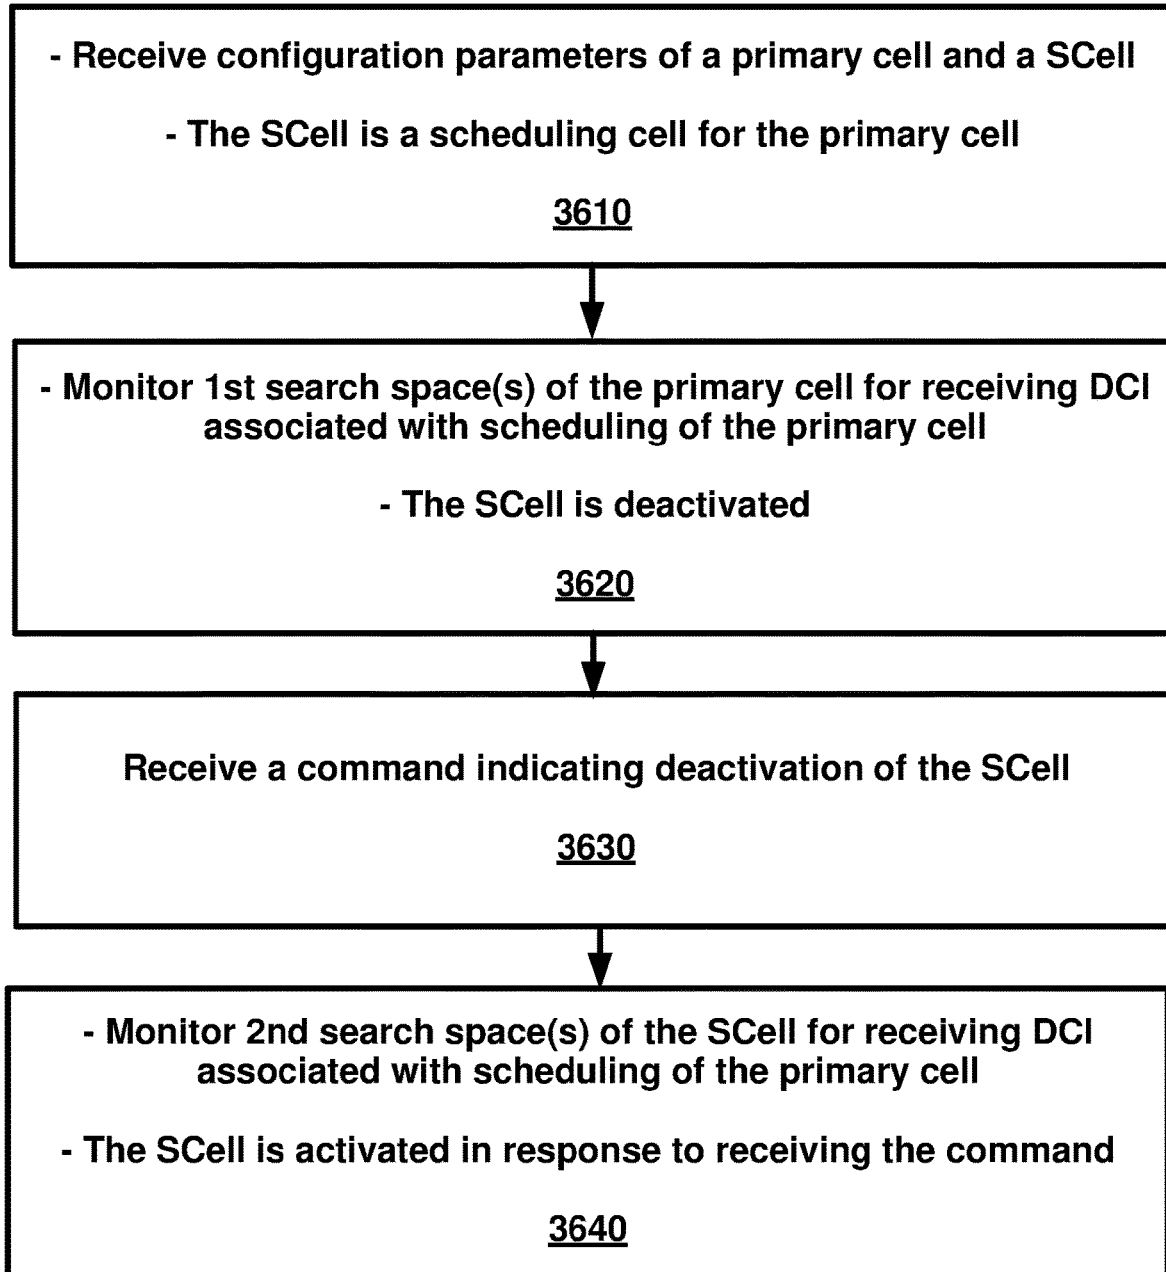 - Receive configuration parameters of a primary cell and a SCell
- The SCell is a scheduling cell for the primary cell
3610
- Monitor 1st search space(s) of the primary cell for receiving DCI
associated with scheduling of the primary cell
- The SCell is deactivated
3620
Receive a command indicating deactivation of the SCell
3630
- Monitor 2nd search space(s) of the SCell for receiving DCI
associated with scheduling of the primary cell
- The SCell is activated in response to receiving the command
3640